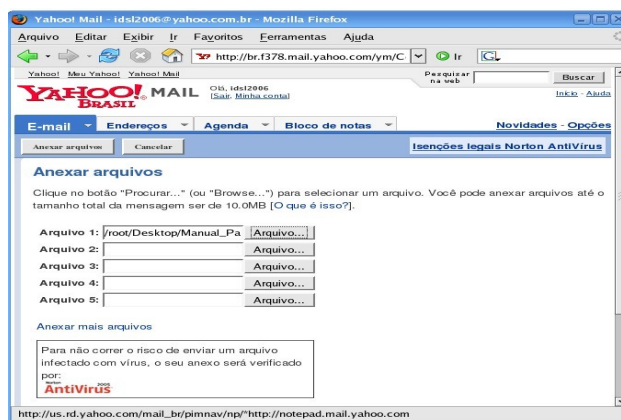 Yahoo! Mail - idsl2006@yahoo.com.br - Mozilla Firefox
Arquivo Editar Exibir Ir Favoritos Ferramentas Ajuda
http://br.f378.mail.yahoo.com/ym/C Ir G
Yahoo! Meu Yahoo! Yahoo! Mail
Pesquisar na web Buscar
YAHOO! MAIL BRASIL
Olá, idsl2006
[Sair, Minha conta]
Início - Ajuda
E-mail Endereços Agenda Bloco de notas Novidades - Opções
Anexar arquivos Cancelar Isenções legais Norton AntiVírus
Anexar arquivos
Clique no botão "Procurar..." (ou "Browse...") para selecionar um arquivo. Você pode anexar arquivos até o
tamanho total da mensagem ser de 10.0MB [O que é isso?].
Arquivo 1: /root/Desktop/Manual_Pa Arquivo...
Arquivo 2: Arquivo...
Arquivo 3: Arquivo...
Arquivo 4: Arquivo...
Arquivo 5: Arquivo...
Anexar mais arquivos
Para não correr o risco de enviar um arquivo
infectado com vírus, o seu anexo será verificado
por:
Norton 2005
AntiVirus
http://us.rd.yahoo.com/mail_br/pimnav/np/*http://notepad.mail.yahoo.com